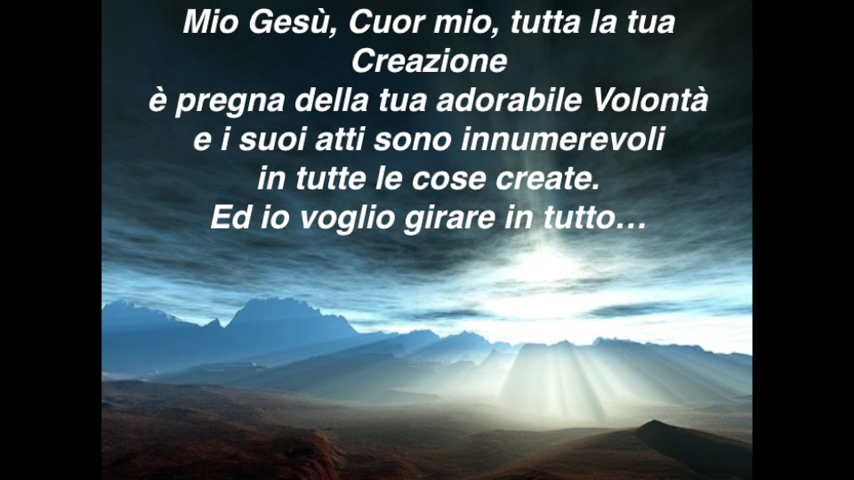 Mio Gesù, Cuor mio, tutta la tua
Creazione
è pregna della tua adorabile Volontà
e i suoi atti sono innumerevoli
in tutte le cose create.
Ed io voglio girare in tutto…